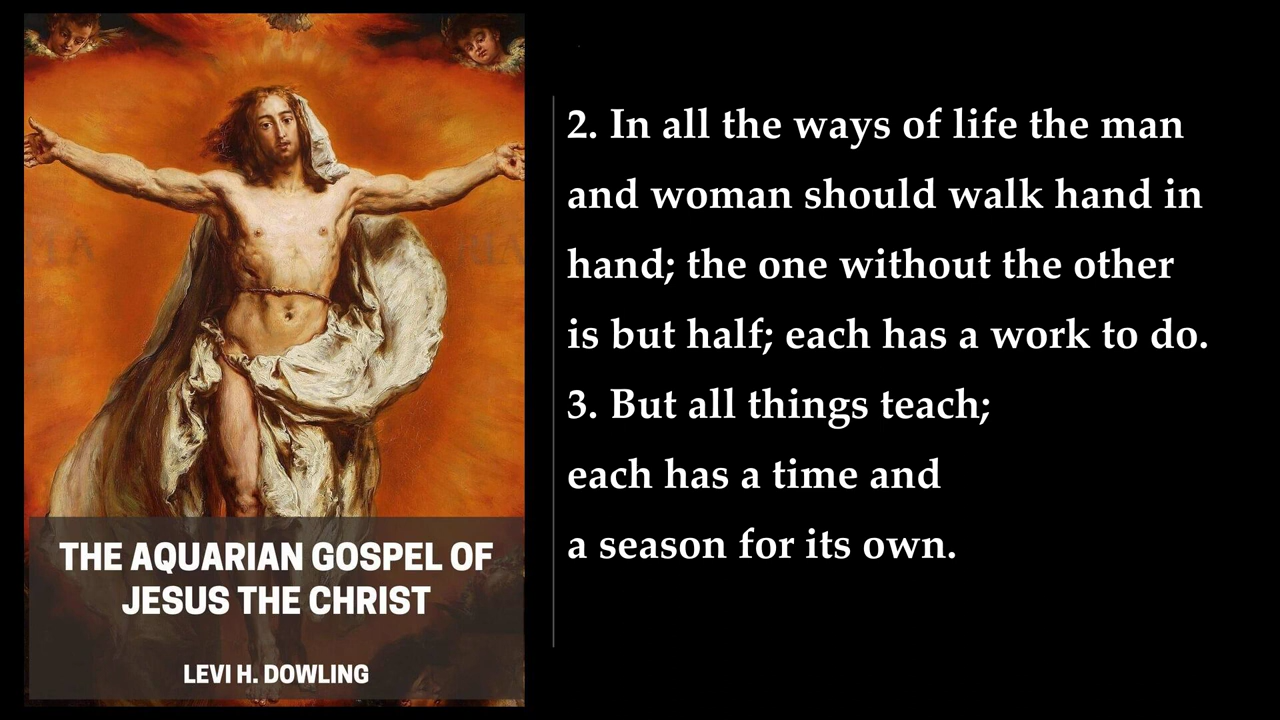 THE AQUARIAN GOSPEL OF
JESUS THE CHRIST
LEVI H. DOWLING
2. In all the ways of life the man
and woman should walk hand in
hand; the one without the other
is but half; each has a work to do.
3. But all things teach;
each has a time and
a season for its own.